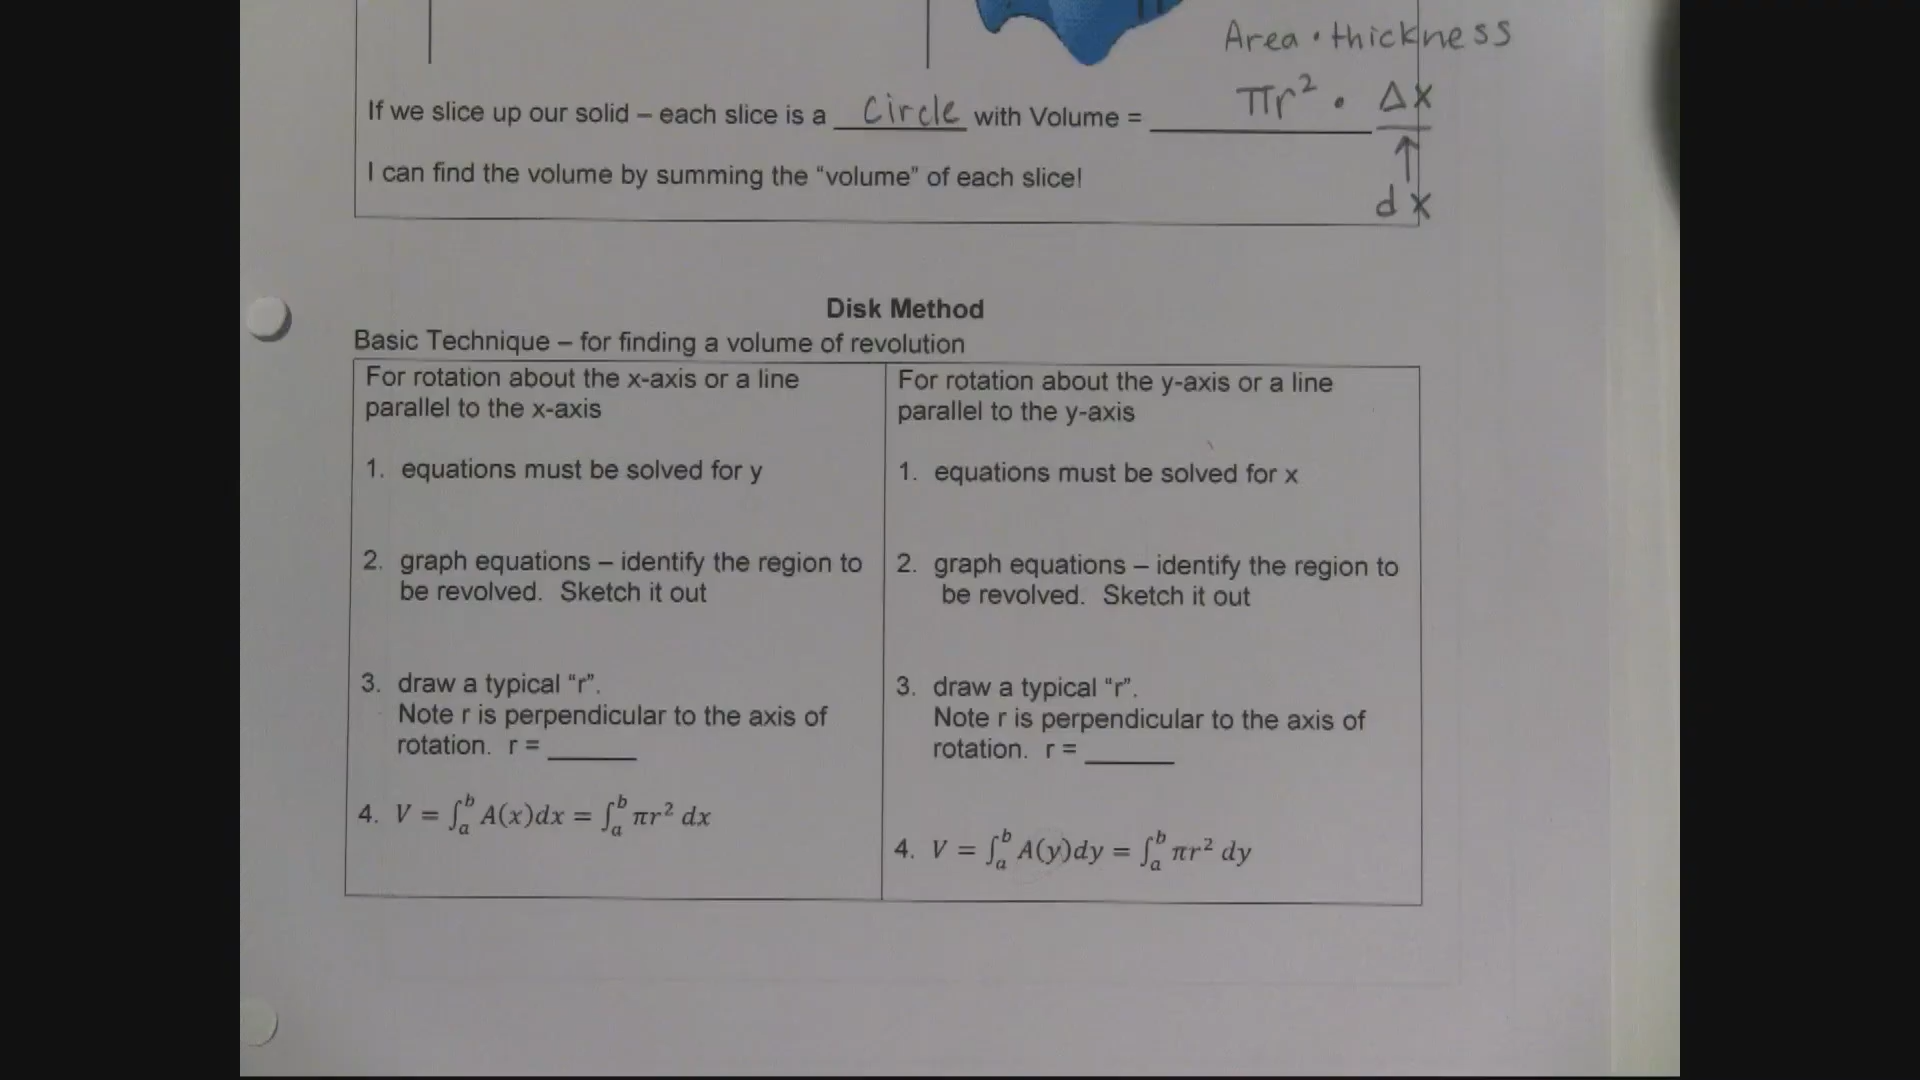 Area · thickness
If we slice up our solid – each slice is a circle with Volume = πr² · Δx
↑
I can find the volume by summing the “volume” of each slice!
dx
Disk Method
Basic Technique – for finding a volume of revolution
For rotation about the x-axis or a line
parallel to the x-axis
1. equations must be solved for y
2. graph equations – identify the region to
be revolved. Sketch it out
3. draw a typical “r”.
Note r is perpendicular to the axis of
rotation. r = ______
4. V = ∫ₐᵇ A(x)dx = ∫ₐᵇ πr² dx
For rotation about the y-axis or a line
parallel to the y-axis
1. equations must be solved for x
2. graph equations – identify the region to
be revolved. Sketch it out
3. draw a typical “r”.
Note r is perpendicular to the axis of
rotation. r = ______
4. V = ∫ₐᵇ A(y)dy = ∫ₐᵇ πr² dy